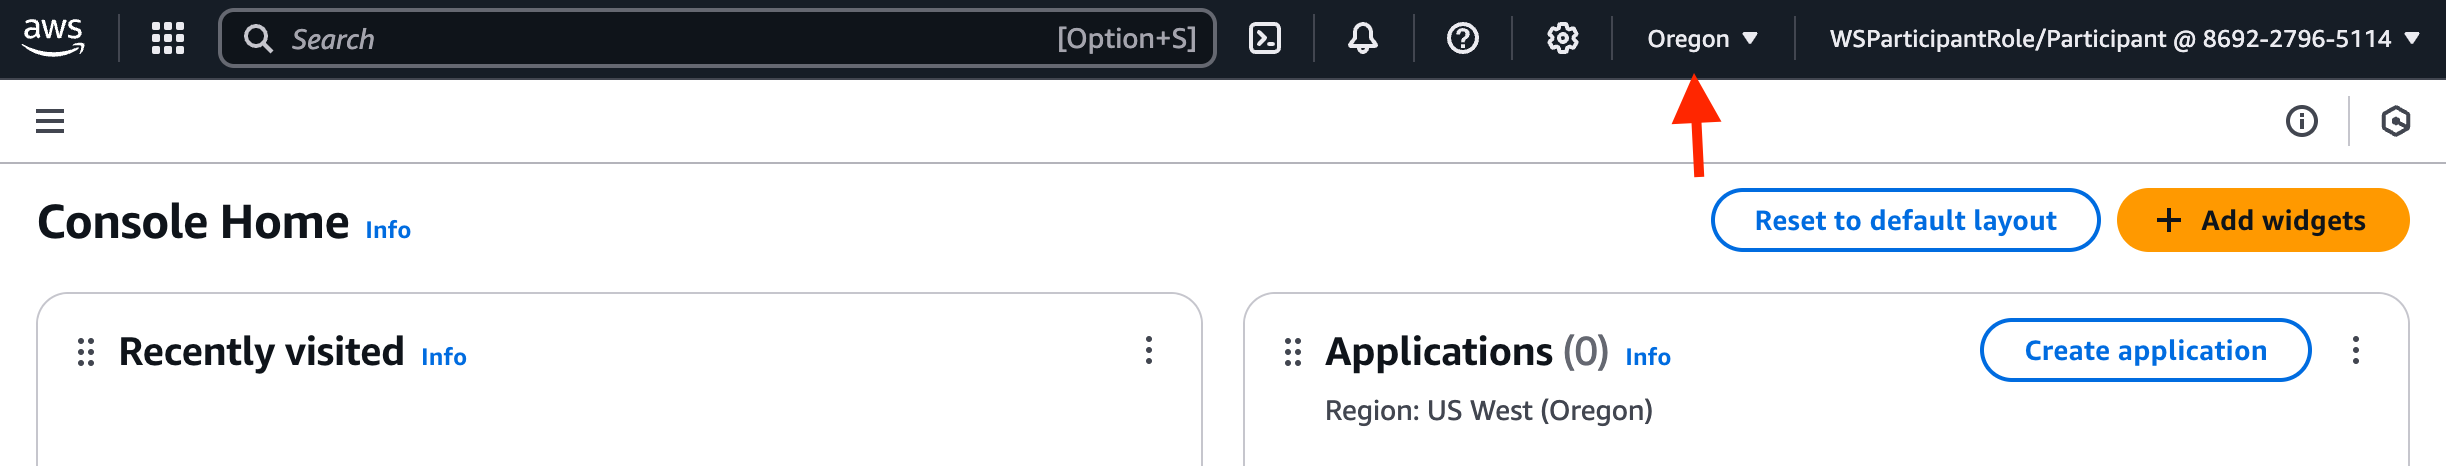 aws Search [Option+S] Oregon WSParticipantRole/Participant @ 8692-2796-5114
Console Home Info Reset to default layout + Add widgets
Recently visited Info
Applications (0) Info Create application
Region: US West (Oregon)